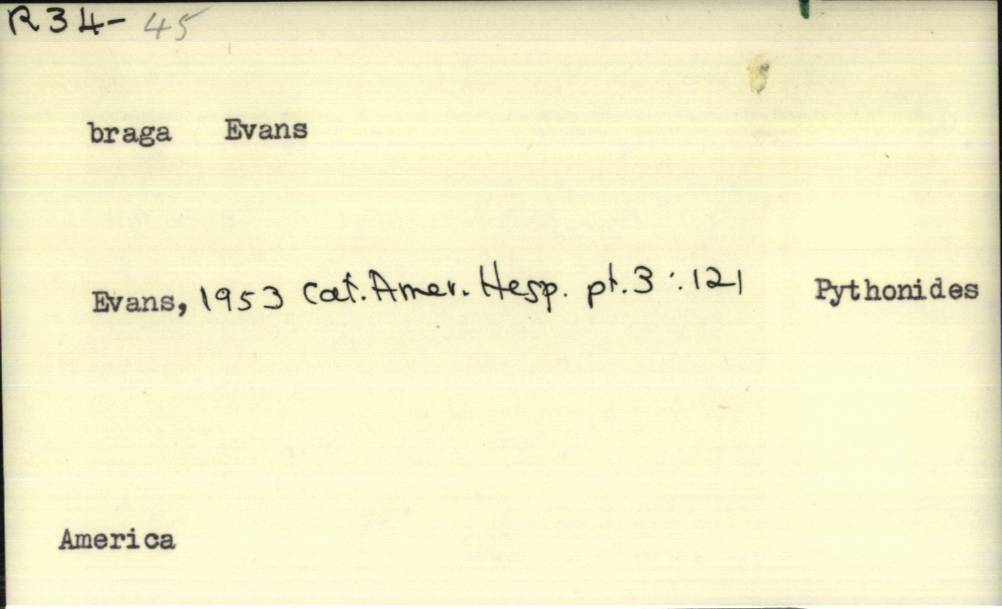 R34-45
braga Evans
Evans, 1953 Cat. Amer. Hesp. pt.3 :121 Pythonides
America